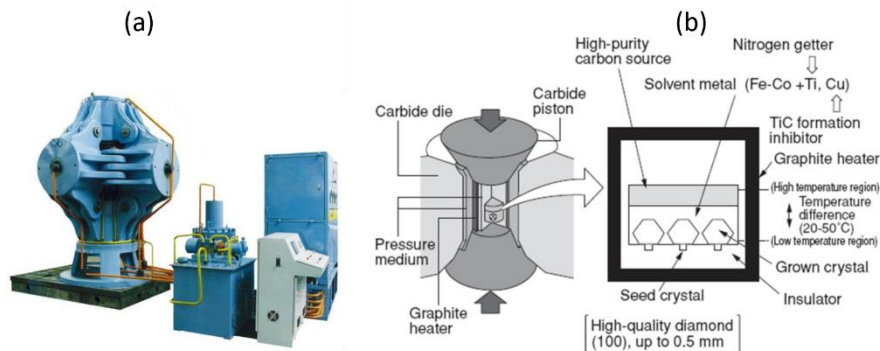 (a)
(b)
High-purity
carbon source
Nitrogen getter
Solvent metal (Fe-Co +Ti, Cu)
TiC formation
inhibitor
Carbide
piston
Carbide die
Graphite heater
(High temperature region)
Temperature
difference
(20-50˚C)
(Low temperature region)
Pressure
medium
Grown crystal
Graphite
heater
Seed crystal
Insulator
High-quality diamond
(100), up to 0.5 mm